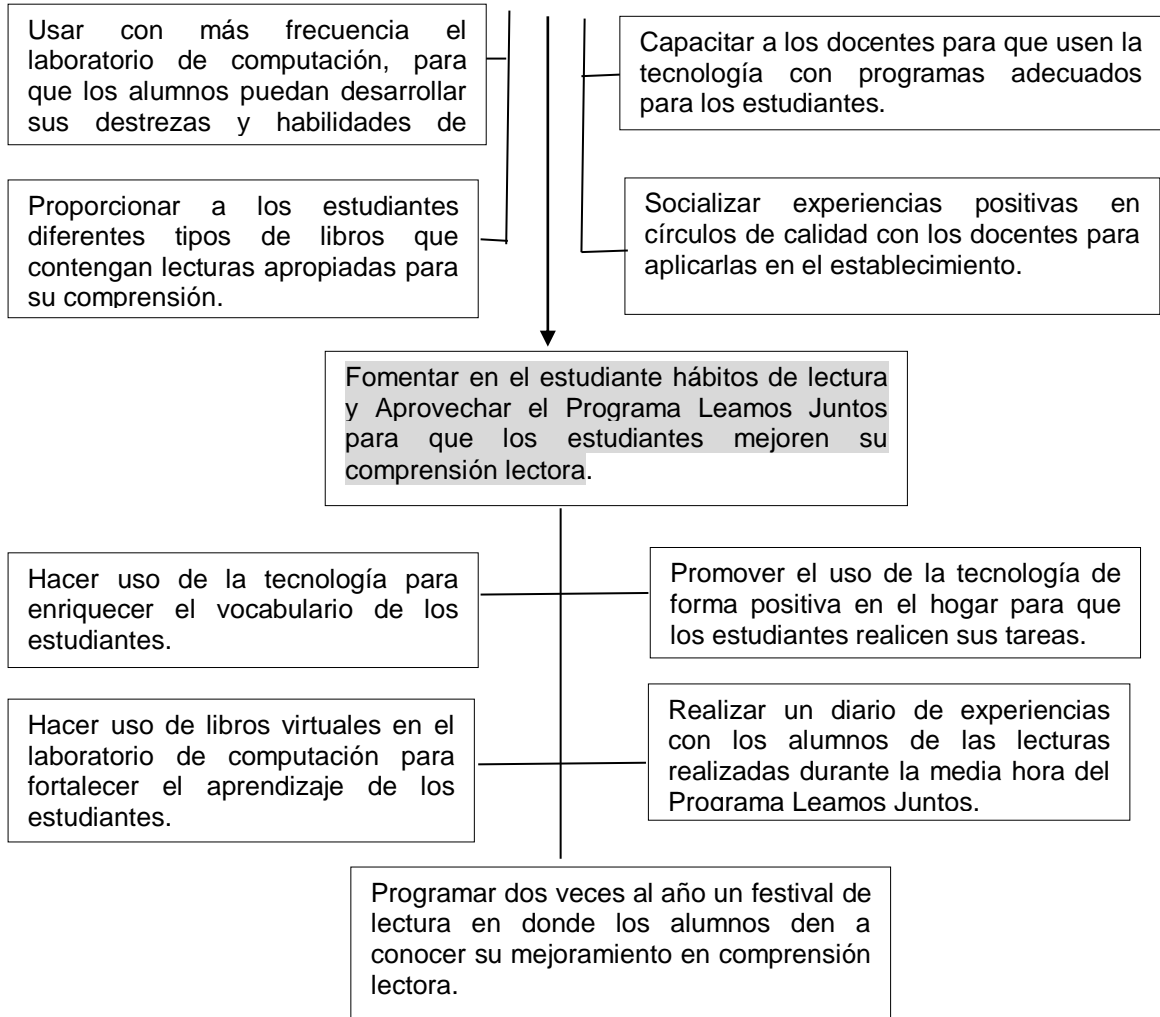 Usar con más frecuencia el
laboratorio de computación, para
que los alumnos puedan desarrollar
sus destrezas y habilidades de
Capacitar a los docentes para que usen la
tecnología con programas adecuados
para los estudiantes.
Proporcionar a los estudiantes
diferentes tipos de libros que
contengan lecturas apropiadas para
su comprensión.
Socializar experiencias positivas en
círculos de calidad con los docentes para
aplicarlas en el establecimiento.
Fomentar en el estudiante hábitos de lectura
y Aprovechar el Programa Leamos Juntos
para que los estudiantes mejoren su
comprensión lectora.
Hacer uso de la tecnología para
enriquecer el vocabulario de los
estudiantes.
Promover el uso de la tecnología de
forma positiva en el hogar para que
los estudiantes realicen sus tareas.
Hacer uso de libros virtuales en el
laboratorio de computación para
fortalecer el aprendizaje de los
estudiantes.
Realizar un diario de experiencias
con los alumnos de las lecturas
realizadas durante la media hora del
Programa Leamos Juntos.
Programar dos veces al año un festival de
lectura en donde los alumnos den a
conocer su mejoramiento en comprensión
lectora.